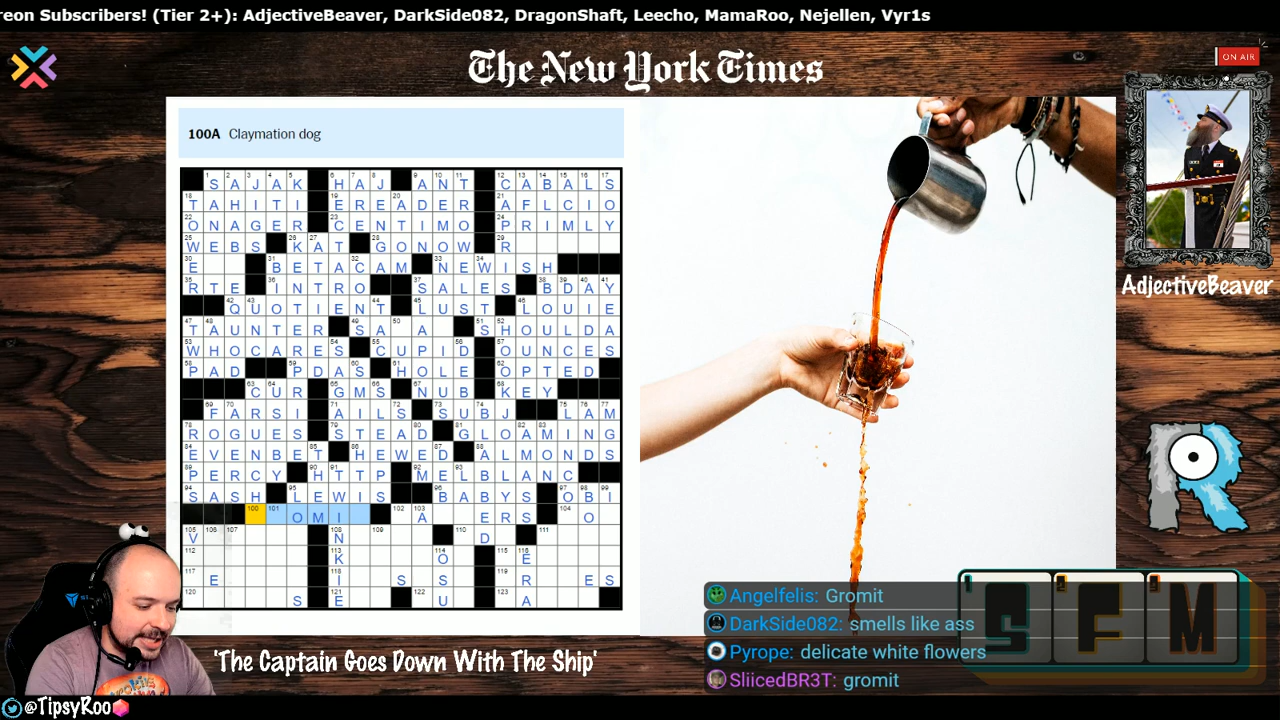 reon Subscribers! (Tier 2+): AdjectiveBeaver, DarkSide082, DragonShaft, Leecho, MamaRoo, Nejellen, Vyr1s
The New York Times
ON AIR
100A Claymation dog
SAJAK HAJ ANT CABALS
TAHITI EREADER AFLCIO
ONAGER CENTIMO PRIMLY
WEBS KAT GONOW R
E BETACAM NEWISH
RTE INTRO SALES BDAY
QUOTIENT LUST LOUIE
TAUNTER SA A SHOULDA
WHOCARES CUPID OUNCES
PAD PDAS HOLE OPTED
CUR GMS NUB KEY
FARSI AILS SUBJ LAM
ROGUES STEAD GLOAMING
EVENBET HEWED ALMONDS
PERCY HTTP MELBLANC
SASH LEWIS BABYS OBI
OMI A ERS O
V N D
K O E
E I S S R ES
S E U A
AdjectiveBeaver
Angelfelis: Gromit
DarkSide082: smells like ass
Pyrope: delicate white flowers
SliicedBR3T: gromit
S F M
'The Captain Goes Down With The Ship'
@TipsyRoo